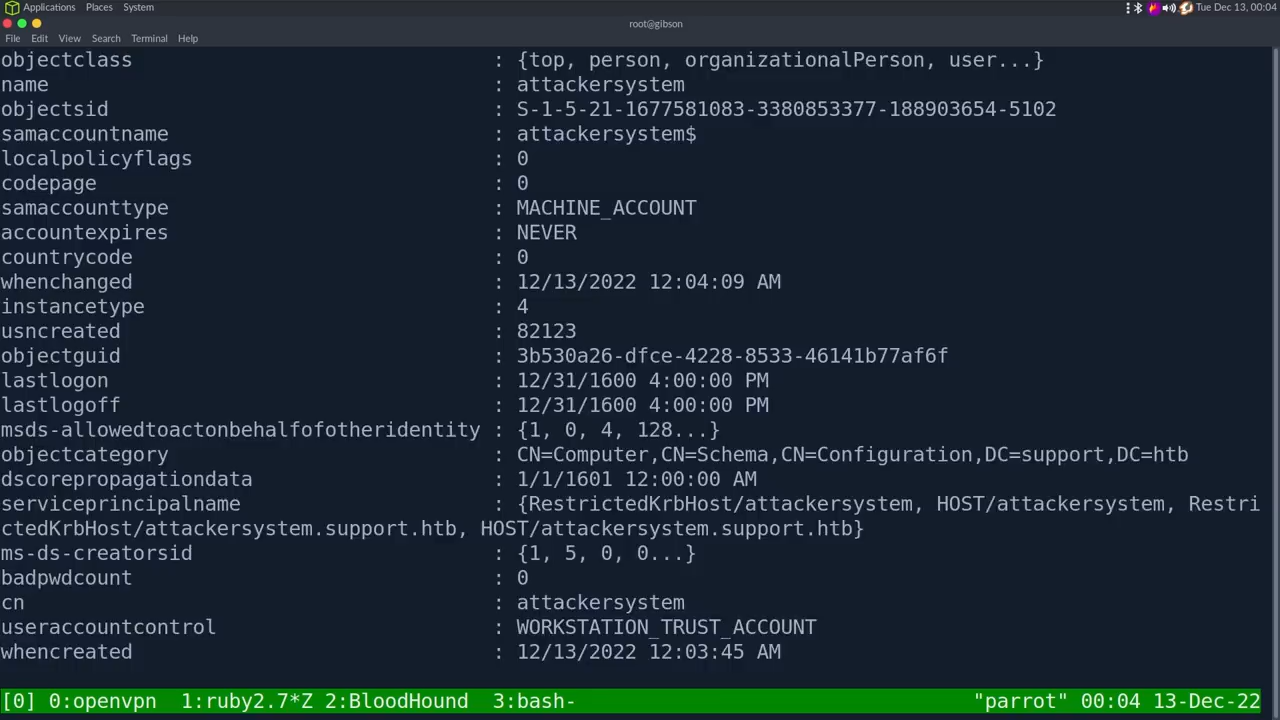 Applications Places System
Tue Dec 13, 00:04
root@gibson
File Edit View Search Terminal Help
objectclass : {top, person, organizationalPerson, user...}
name : attackersystem
objectsid : S-1-5-21-1677581083-3380853377-188903654-5102
samaccountname : attackersystem$
localpolicyflags : 0
codepage : 0
samaccounttype : MACHINE_ACCOUNT
accountexpires : NEVER
countrycode : 0
whenchanged : 12/13/2022 12:04:09 AM
instancetype : 4
usncreated : 82123
objectguid : 3b530a26-dfce-4228-8533-46141b77af6f
lastlogon : 12/31/1600 4:00:00 PM
lastlogoff : 12/31/1600 4:00:00 PM
msds-allowedtoactonbehalfofotheridentity : {1, 0, 4, 128...}
objectcategory : CN=Computer,CN=Schema,CN=Configuration,DC=support,DC=htb
dscorepropagationdata : 1/1/1601 12:00:00 AM
serviceprincipalname : {RestrictedKrbHost/attackersystem, HOST/attackersystem, Restri
ctedKrbHost/attackersystem.support.htb, HOST/attackersystem.support.htb}
ms-ds-creatorsid : {1, 5, 0, 0...}
badpwdcount : 0
cn : attackersystem
useraccountcontrol : WORKSTATION_TRUST_ACCOUNT
whencreated : 12/13/2022 12:03:45 AM
[0] 0:openvpn 1:ruby2.7*Z 2:BloodHound 3:bash- "parrot" 00:04 13-Dec-22